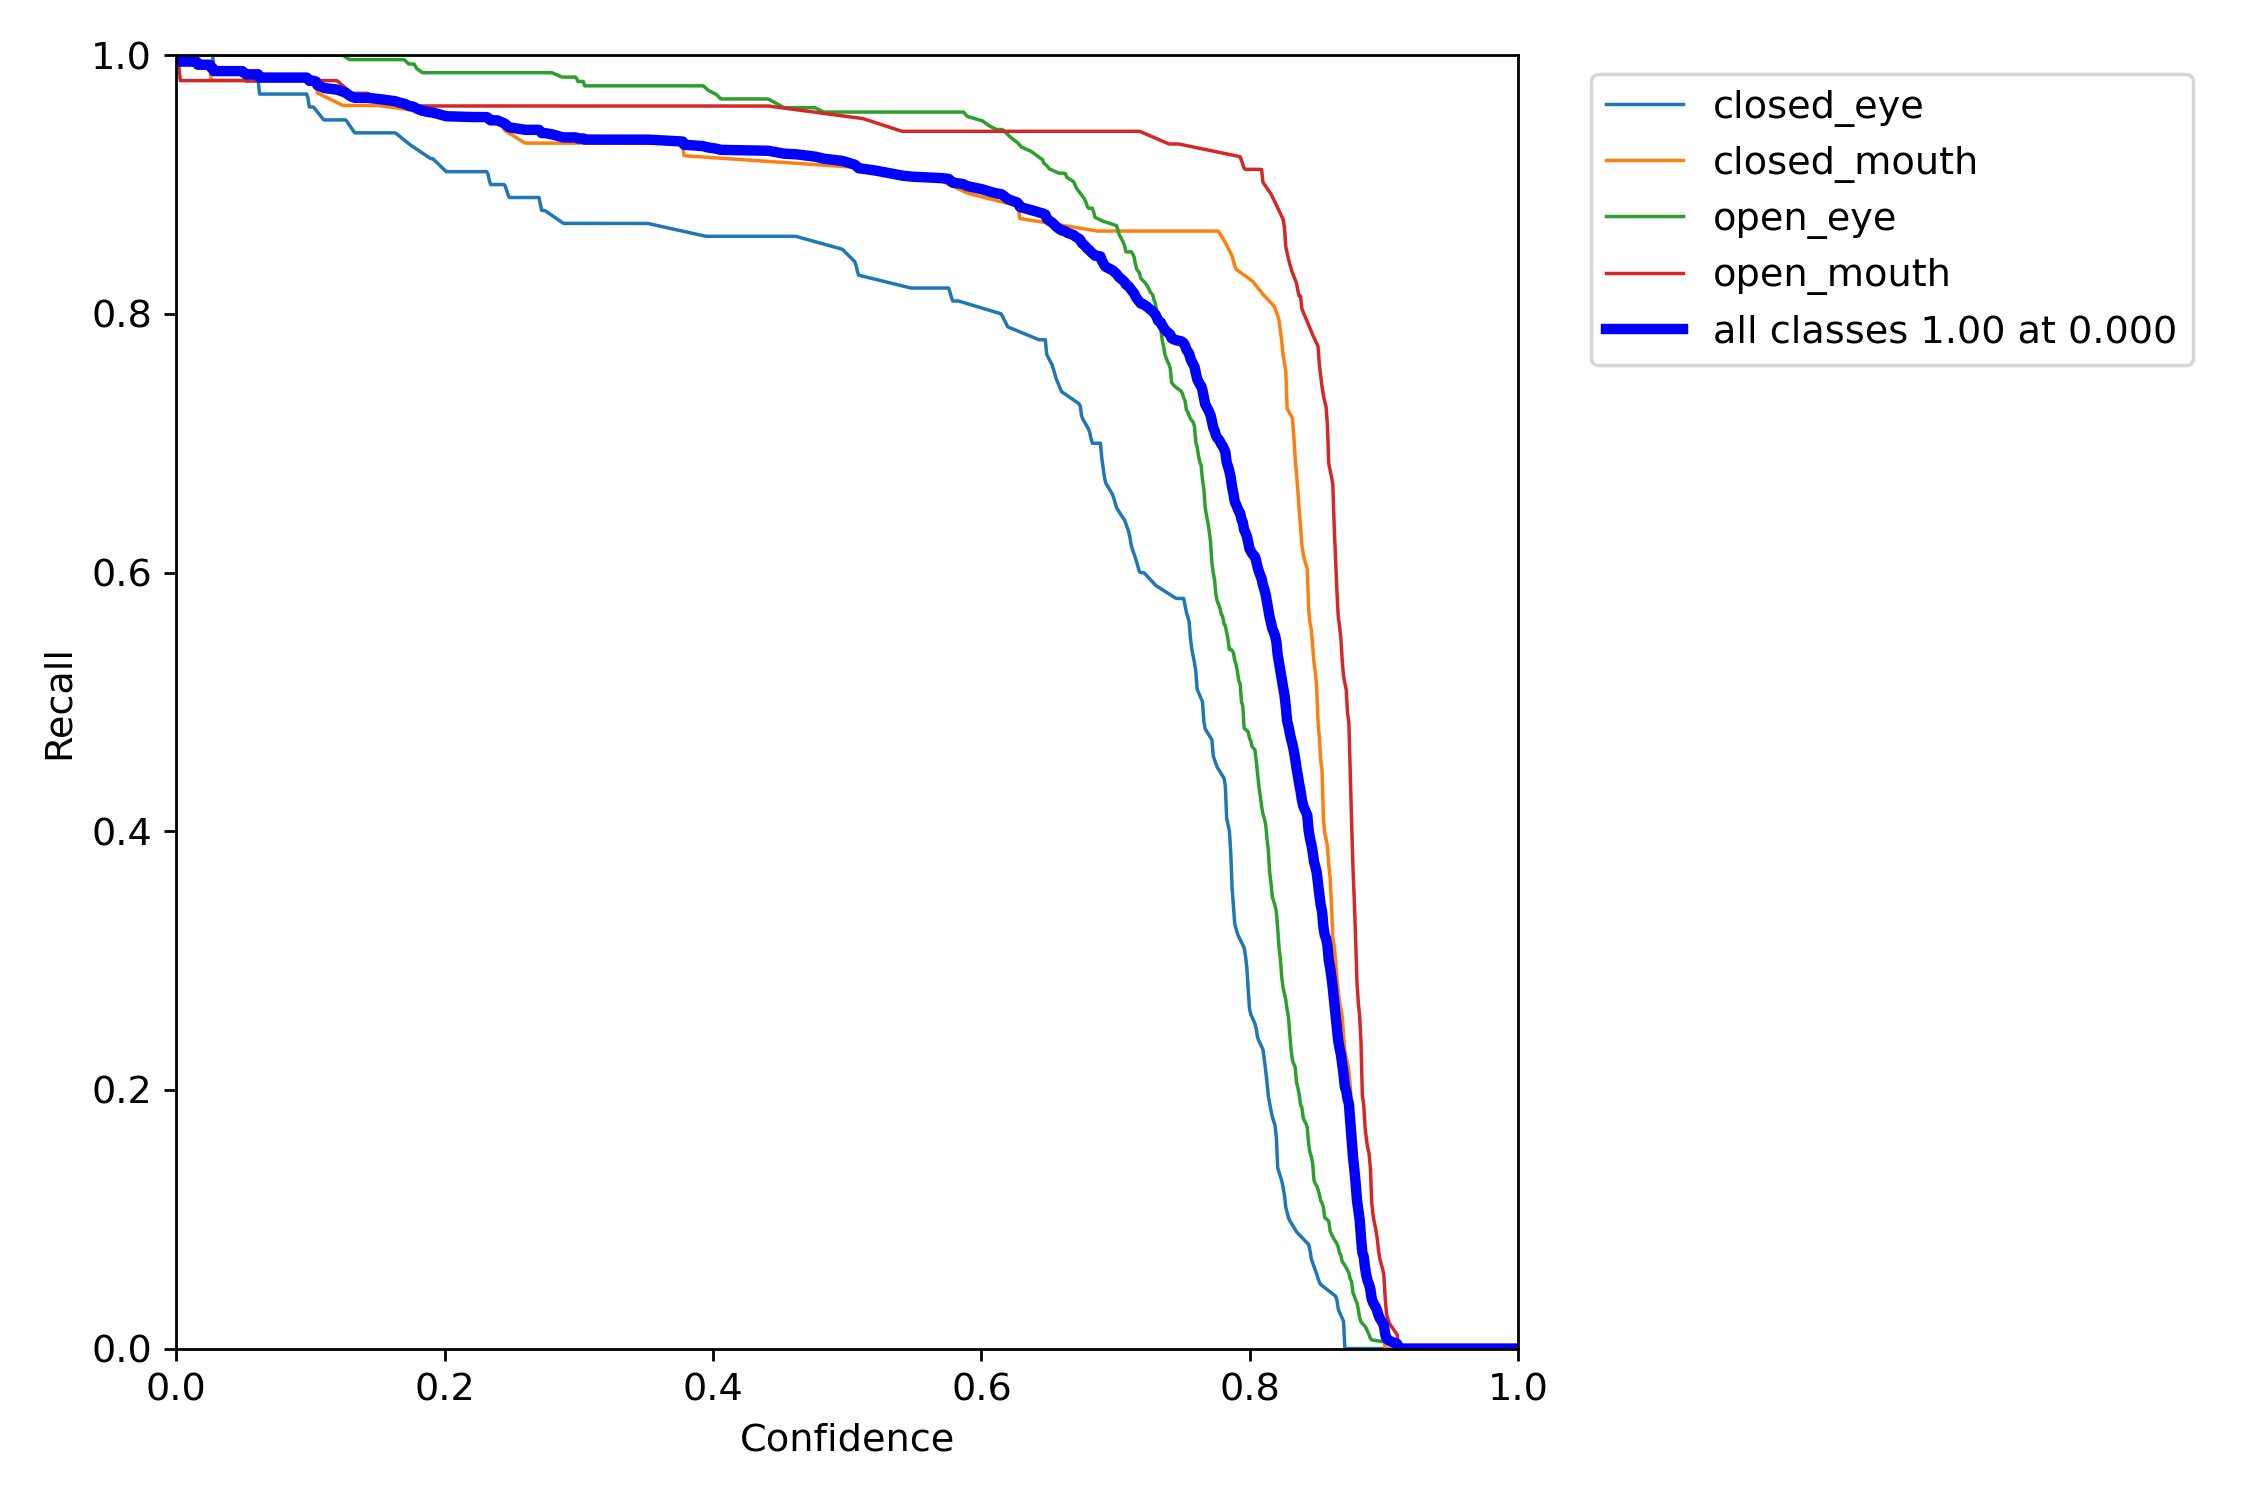 1.0
0.8
0.6
0.4
0.2
0.0
Recall
0.0 0.2 0.4 0.6 0.8 1.0
Confidence
closed_eye
closed_mouth
open_eye
open_mouth
all classes 1.00 at 0.000